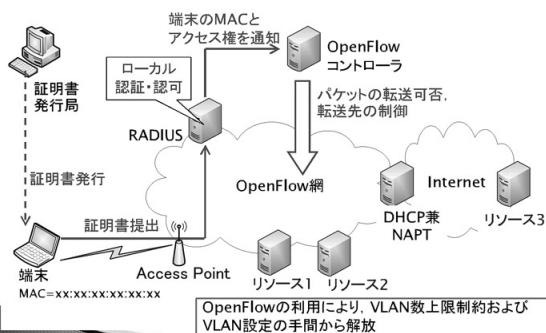 端末のMACと
アクセス権を通知
OpenFlow
コントローラ
ローカル
認証・認可
証明書
発行局
RADIUS
パケットの転送可否,
転送先の制御
証明書発行
OpenFlow網
Internet
DHCP兼
NAPT
リソース3
証明書提出
端末
Access Point
リソース1
リソース2
MAC=xx:xx:xx:xx:xx:xx
OpenFlowの利用により, VLAN数上限制約および
VLAN設定の手間から解放